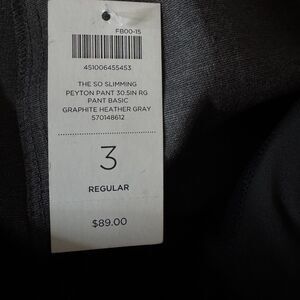 FB00-15
451006455453
THE SO SLIMMING
PEYTON PANT 30.5IN RG
PANT BASIC
GRAPHITE HEATHER GRAY
570148612
3
REGULAR
$89.00